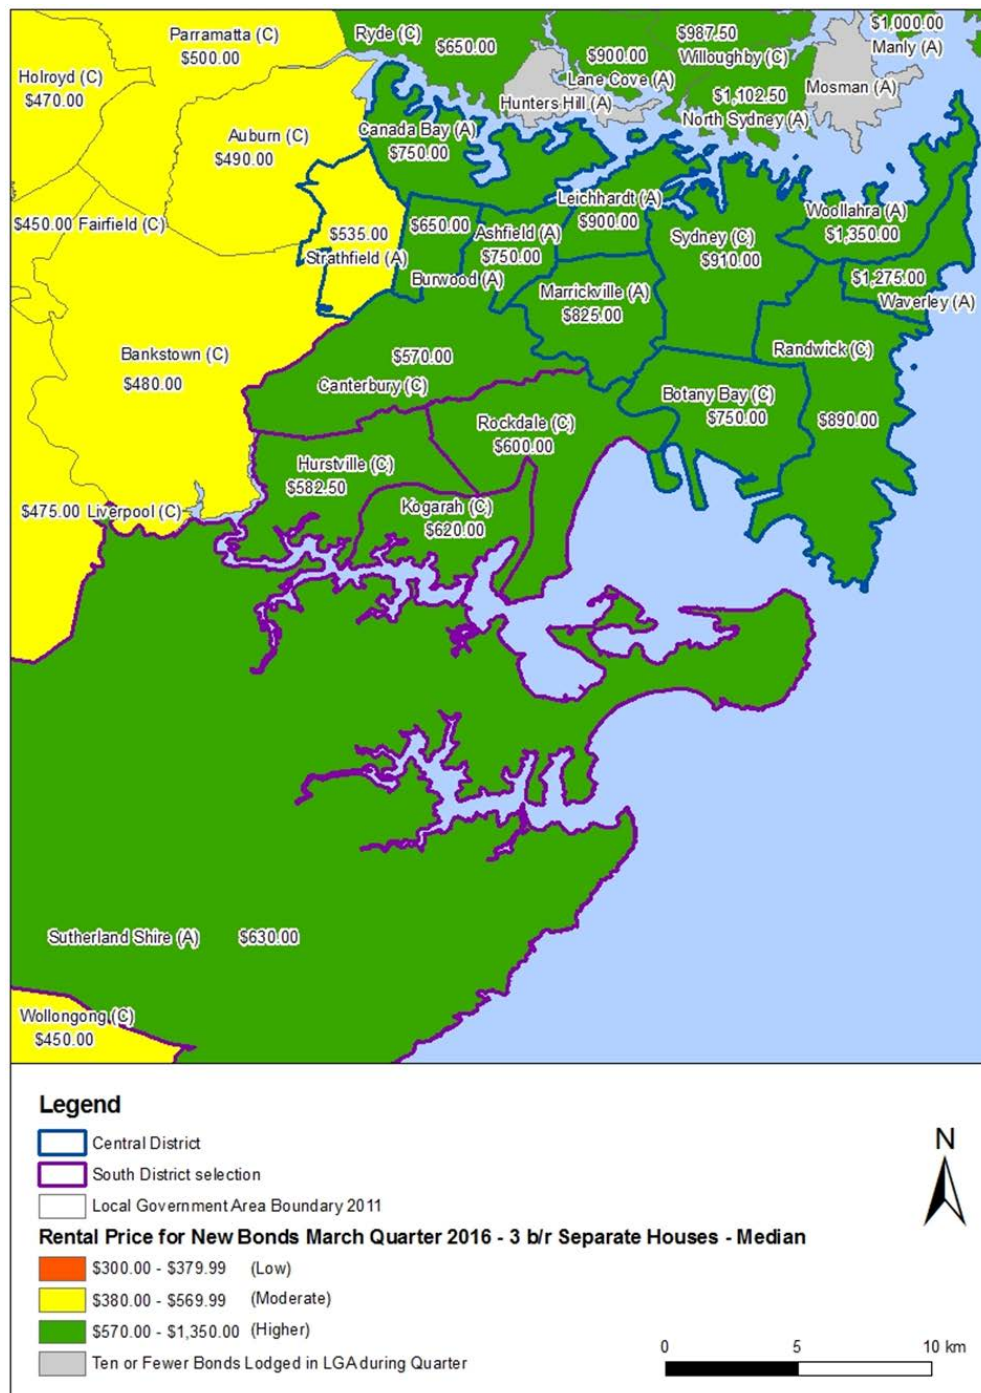 Parramatta (C)
$500.00
Ryde (C)
$650.00
$987.50
Willoughby (C)
$1,000.00
Manly (A)
Holroyd (C)
$470.00
$900.00
Lane Cove (A)
Mosman (A)
Hunters Hill (A)
$1,102.50
North Sydney (A)
Auburn (C)
$490.00
Canada Bay (A)
$750.00
Leichhardt (A)
$900.00
Woollahra (A)
$1,350.00
$450.00 Fairfield (C)
$535.00
Strathfield (A)
$650.00
Burwood (A)
Ashfield (A)
$750.00
Sydney (C)
$910.00
$1,275.00
Waverley (A)
Marrickville (A)
$825.00
Bankstown (C)
$480.00
$570.00
Canterbury (C)
Randwick (C)
$890.00
Botany Bay (C)
$750.00
Rockdale (C)
$600.00
Hurstville (C)
$582.50
Kogarah (C)
$620.00
$475.00 Liverpool (C)
Sutherland Shire (A) $630.00
Wollongong (C)
$450.00
Legend
Central District
South District selection
Local Government Area Boundary 2011
Rental Price for New Bonds March Quarter 2016 - 3 b/r Separate Houses - Median
$300.00 - $379.99 (Low)
$380.00 - $569.99 (Moderate)
$570.00 - $1,350.00 (Higher)
Ten or Fewer Bonds Lodged in LGA during Quarter
N
0 5 10 km